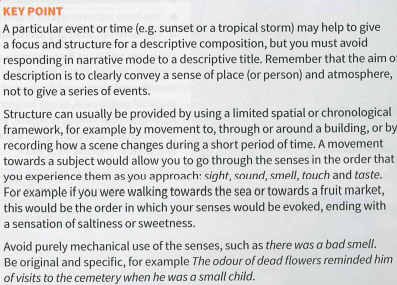 KEY POINT
A particular event or time (e.g. sunset or a tropical storm) may help to give
a focus and structure for a descriptive composition, but you must avoid
responding in narrative mode to a descriptive title. Remember that the aim of
description is to clearly convey a sense of place (or person) and atmosphere,
not to give a series of events.
Structure can usually be provided by using a limited spatial or chronological
framework, for example by movement to, through or around a building, or by
recording how a scene changes during a short period of time. A movement
towards a subject would allow you to go through the senses in the order that
you experience them as you approach: sight, sound, smell, touch and taste.
For example if you were walking towards the sea or towards a fruit market,
this would be the order in which your senses would be evoked, ending with
a sensation of saltiness or sweetness.
Avoid purely mechanical use of the senses, such as there was a bad smell.
Be original and specific, for example The odour of dead flowers reminded him
of visits to the cemetery when he was a small child.